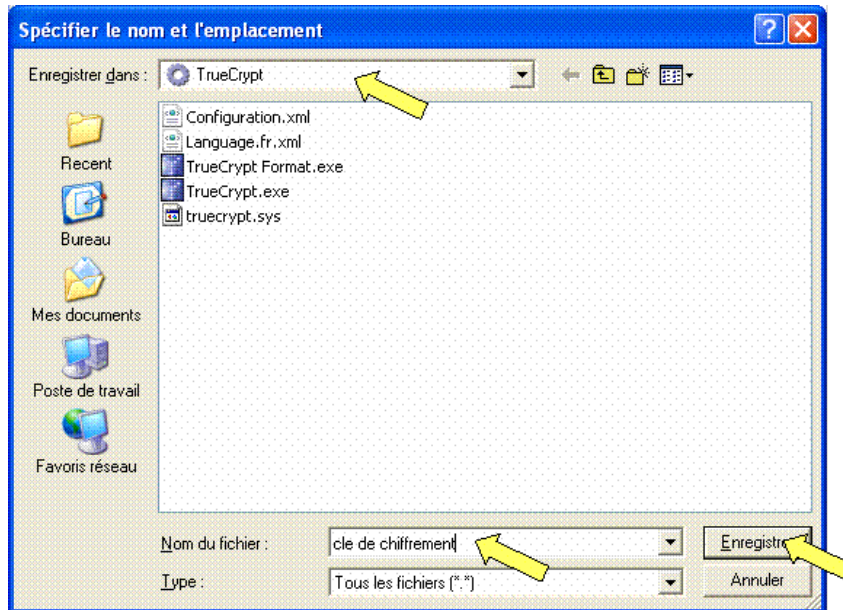 Spécifier le nom et l'emplacement
Enregistrer dans :
TrueCrypt
Configuration.xml
Language.fr.xml
TrueCrypt Format.exe
TrueCrypt.exe
truecrypt.sys
Recent
Bureau
Mes documents
Poste de travail
Favoris réseau
Nom du fichier :
cle de chiffrement
Enregistre
Type :
Tous les fichiers (*.*)
Annuler